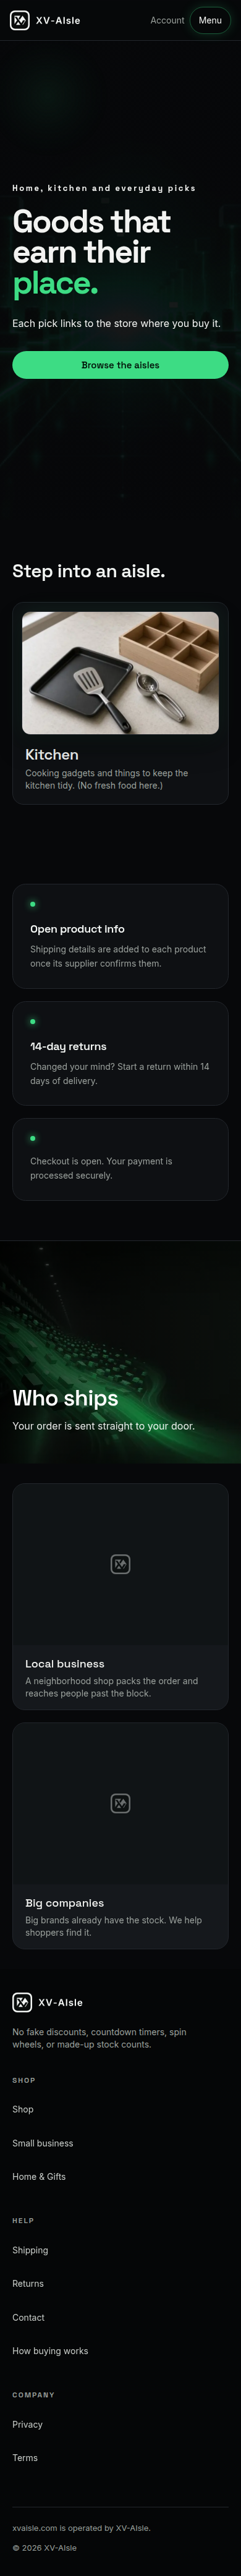 XV-AIsle
Account
Menu
Home, kitchen and everyday picks
Goods that
earn their
place.
Each pick links to the store where you buy it.
Browse the aisles
Step into an aisle.
Kitchen
Cooking gadgets and things to keep the
kitchen tidy. (No fresh food here.)
Open product info
Shipping details are added to each product
once its supplier confirms them.
14-day returns
Changed your mind? Start a return within 14
days of delivery.
Checkout is open. Your payment is
processed securely.
Who ships
Your order is sent straight to your door.
Local business
A neighborhood shop packs the order and
reaches people past the block.
Big companies
Big brands already have the stock. We help
shoppers find it.
XV-AIsle
No fake discounts, countdown timers, spin
wheels, or made-up stock counts.
SHOP
Shop
Small business
Home & Gifts
HELP
Shipping
Returns
Contact
How buying works
COMPANY
Privacy
Terms
xvaisle.com is operated by XV-AIsle.
© 2026 XV-AIsle